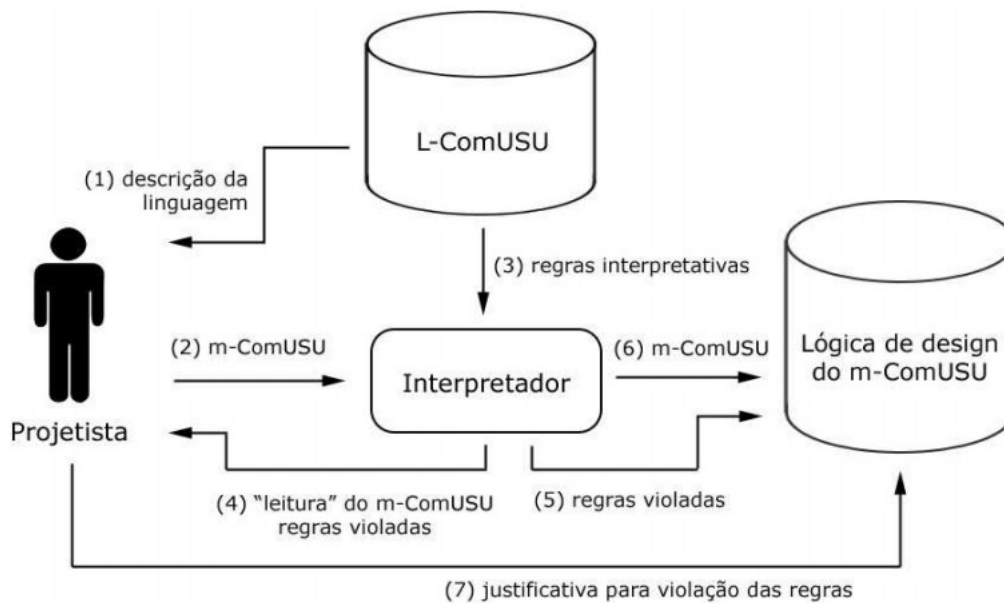 L-ComUSU
(1) descrição da
linguagem
(3) regras interpretativas
(2) m-ComUSU
Interpretador
(6) m-ComUSU
Lógica de design
do m-ComUSU
Projetista
(4) “leitura” do m-ComUSU
regras violadas
(5) regras violadas
(7) justificativa para violação das regras